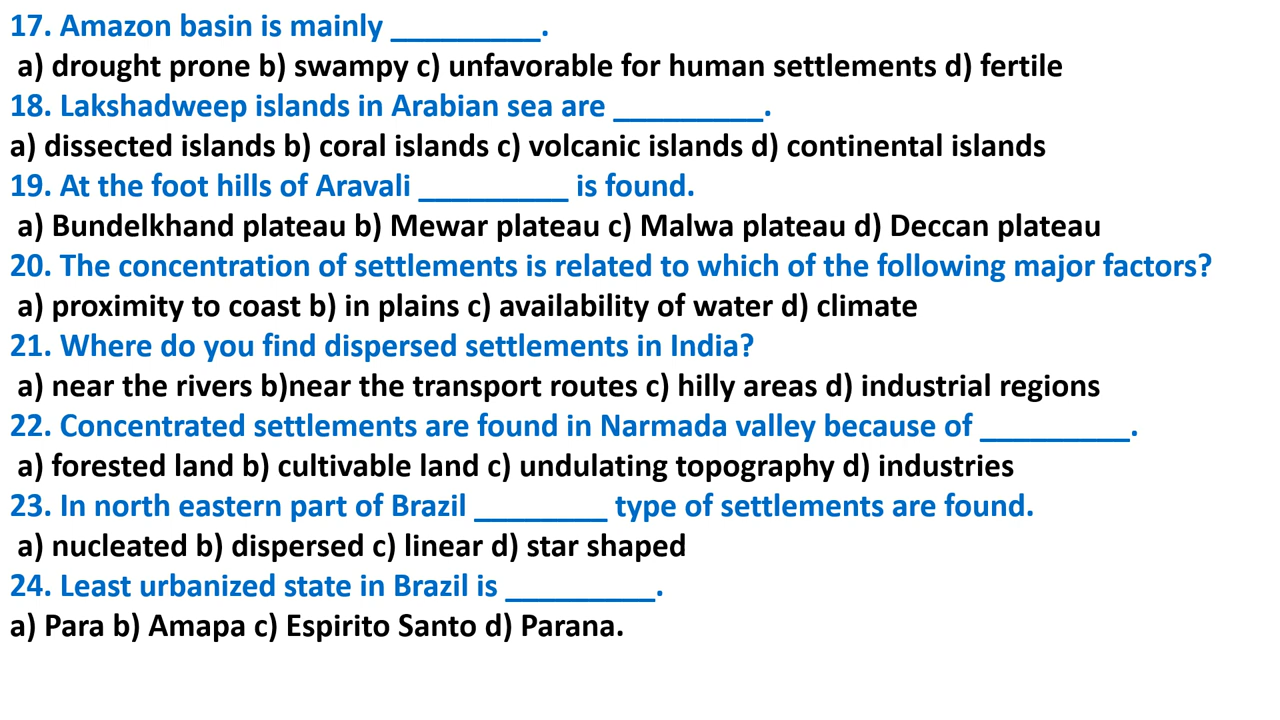 17. Amazon basin is mainly _________.
a) drought prone b) swampy c) unfavorable for human settlements d) fertile
18. Lakshadweep islands in Arabian sea are _________.
a) dissected islands b) coral islands c) volcanic islands d) continental islands
19. At the foot hills of Aravali _________ is found.
a) Bundelkhand plateau b) Mewar plateau c) Malwa plateau d) Deccan plateau
20. The concentration of settlements is related to which of the following major factors?
a) proximity to coast b) in plains c) availability of water d) climate
21. Where do you find dispersed settlements in India?
a) near the rivers b)near the transport routes c) hilly areas d) industrial regions
22. Concentrated settlements are found in Narmada valley because of _________.
a) forested land b) cultivable land c) undulating topography d) industries
23. In north eastern part of Brazil ________ type of settlements are found.
a) nucleated b) dispersed c) linear d) star shaped
24. Least urbanized state in Brazil is _________.
a) Para b) Amapa c) Espirito Santo d) Parana.